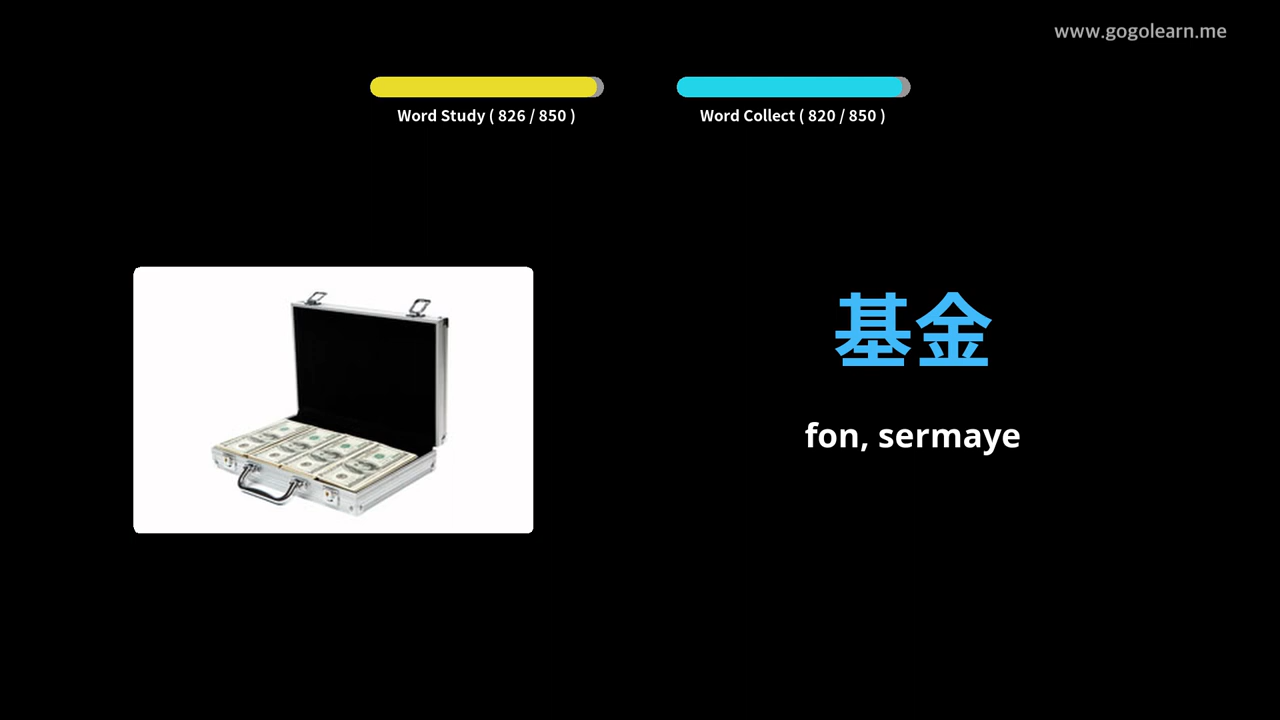 www.gogolearn.me
Word Study ( 826 / 850 )
Word Collect ( 820 / 850 )
基金
fon, sermaye